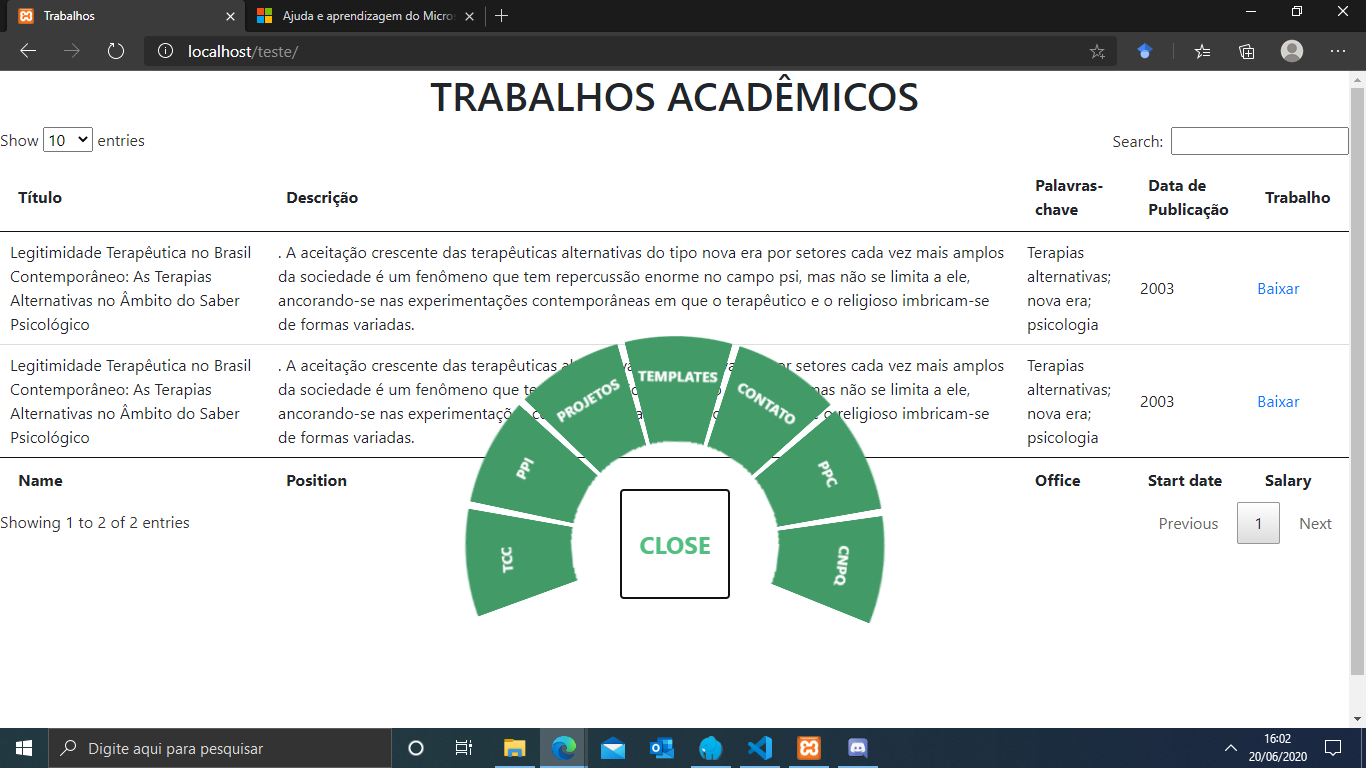 Trabalhos
Ajuda e aprendizagem do Micros
localhost/teste/
TRABALHOS ACADÊMICOS
Show 10 entries
Search:
Título
Descrição
Palavras-
chave
Data de
Publicação
Trabalho
Legitimidade Terapêutica no Brasil
Contemporâneo: As Terapias
Alternativas no Âmbito do Saber
Psicológico
. A aceitação crescente das terapêuticas alternativas do tipo nova era por setores cada vez mais amplos
da sociedade é um fenômeno que tem repercussão enorme no campo psi, mas não se limita a ele,
ancorando-se nas experimentações contemporâneas em que o terapêutico e o religioso imbricam-se
de formas variadas.
Terapias
alternativas;
nova era;
psicologia
2003
Baixar
Legitimidade Terapêutica no Brasil
Contemporâneo: As Terapias
Alternativas no Âmbito do Saber
Psicológico
. A aceitação crescente das terapêuticas por setores cada vez mais amplos
da sociedade é um fenômeno que mas não se limita a ele,
ancorando-se nas o religioso imbricam-se
de formas variadas.
Terapias
alternativas;
nova era;
psicologia
2003
Baixar
TCC
PPI
PROJETOS
TEMPLATES
CONTATO
PPC
CNPQ
CLOSE
Name
Position
Office
Start date
Salary
Showing 1 to 2 of 2 entries
Previous
1
Next
Digite aqui para pesquisar
16:02
20/06/2020